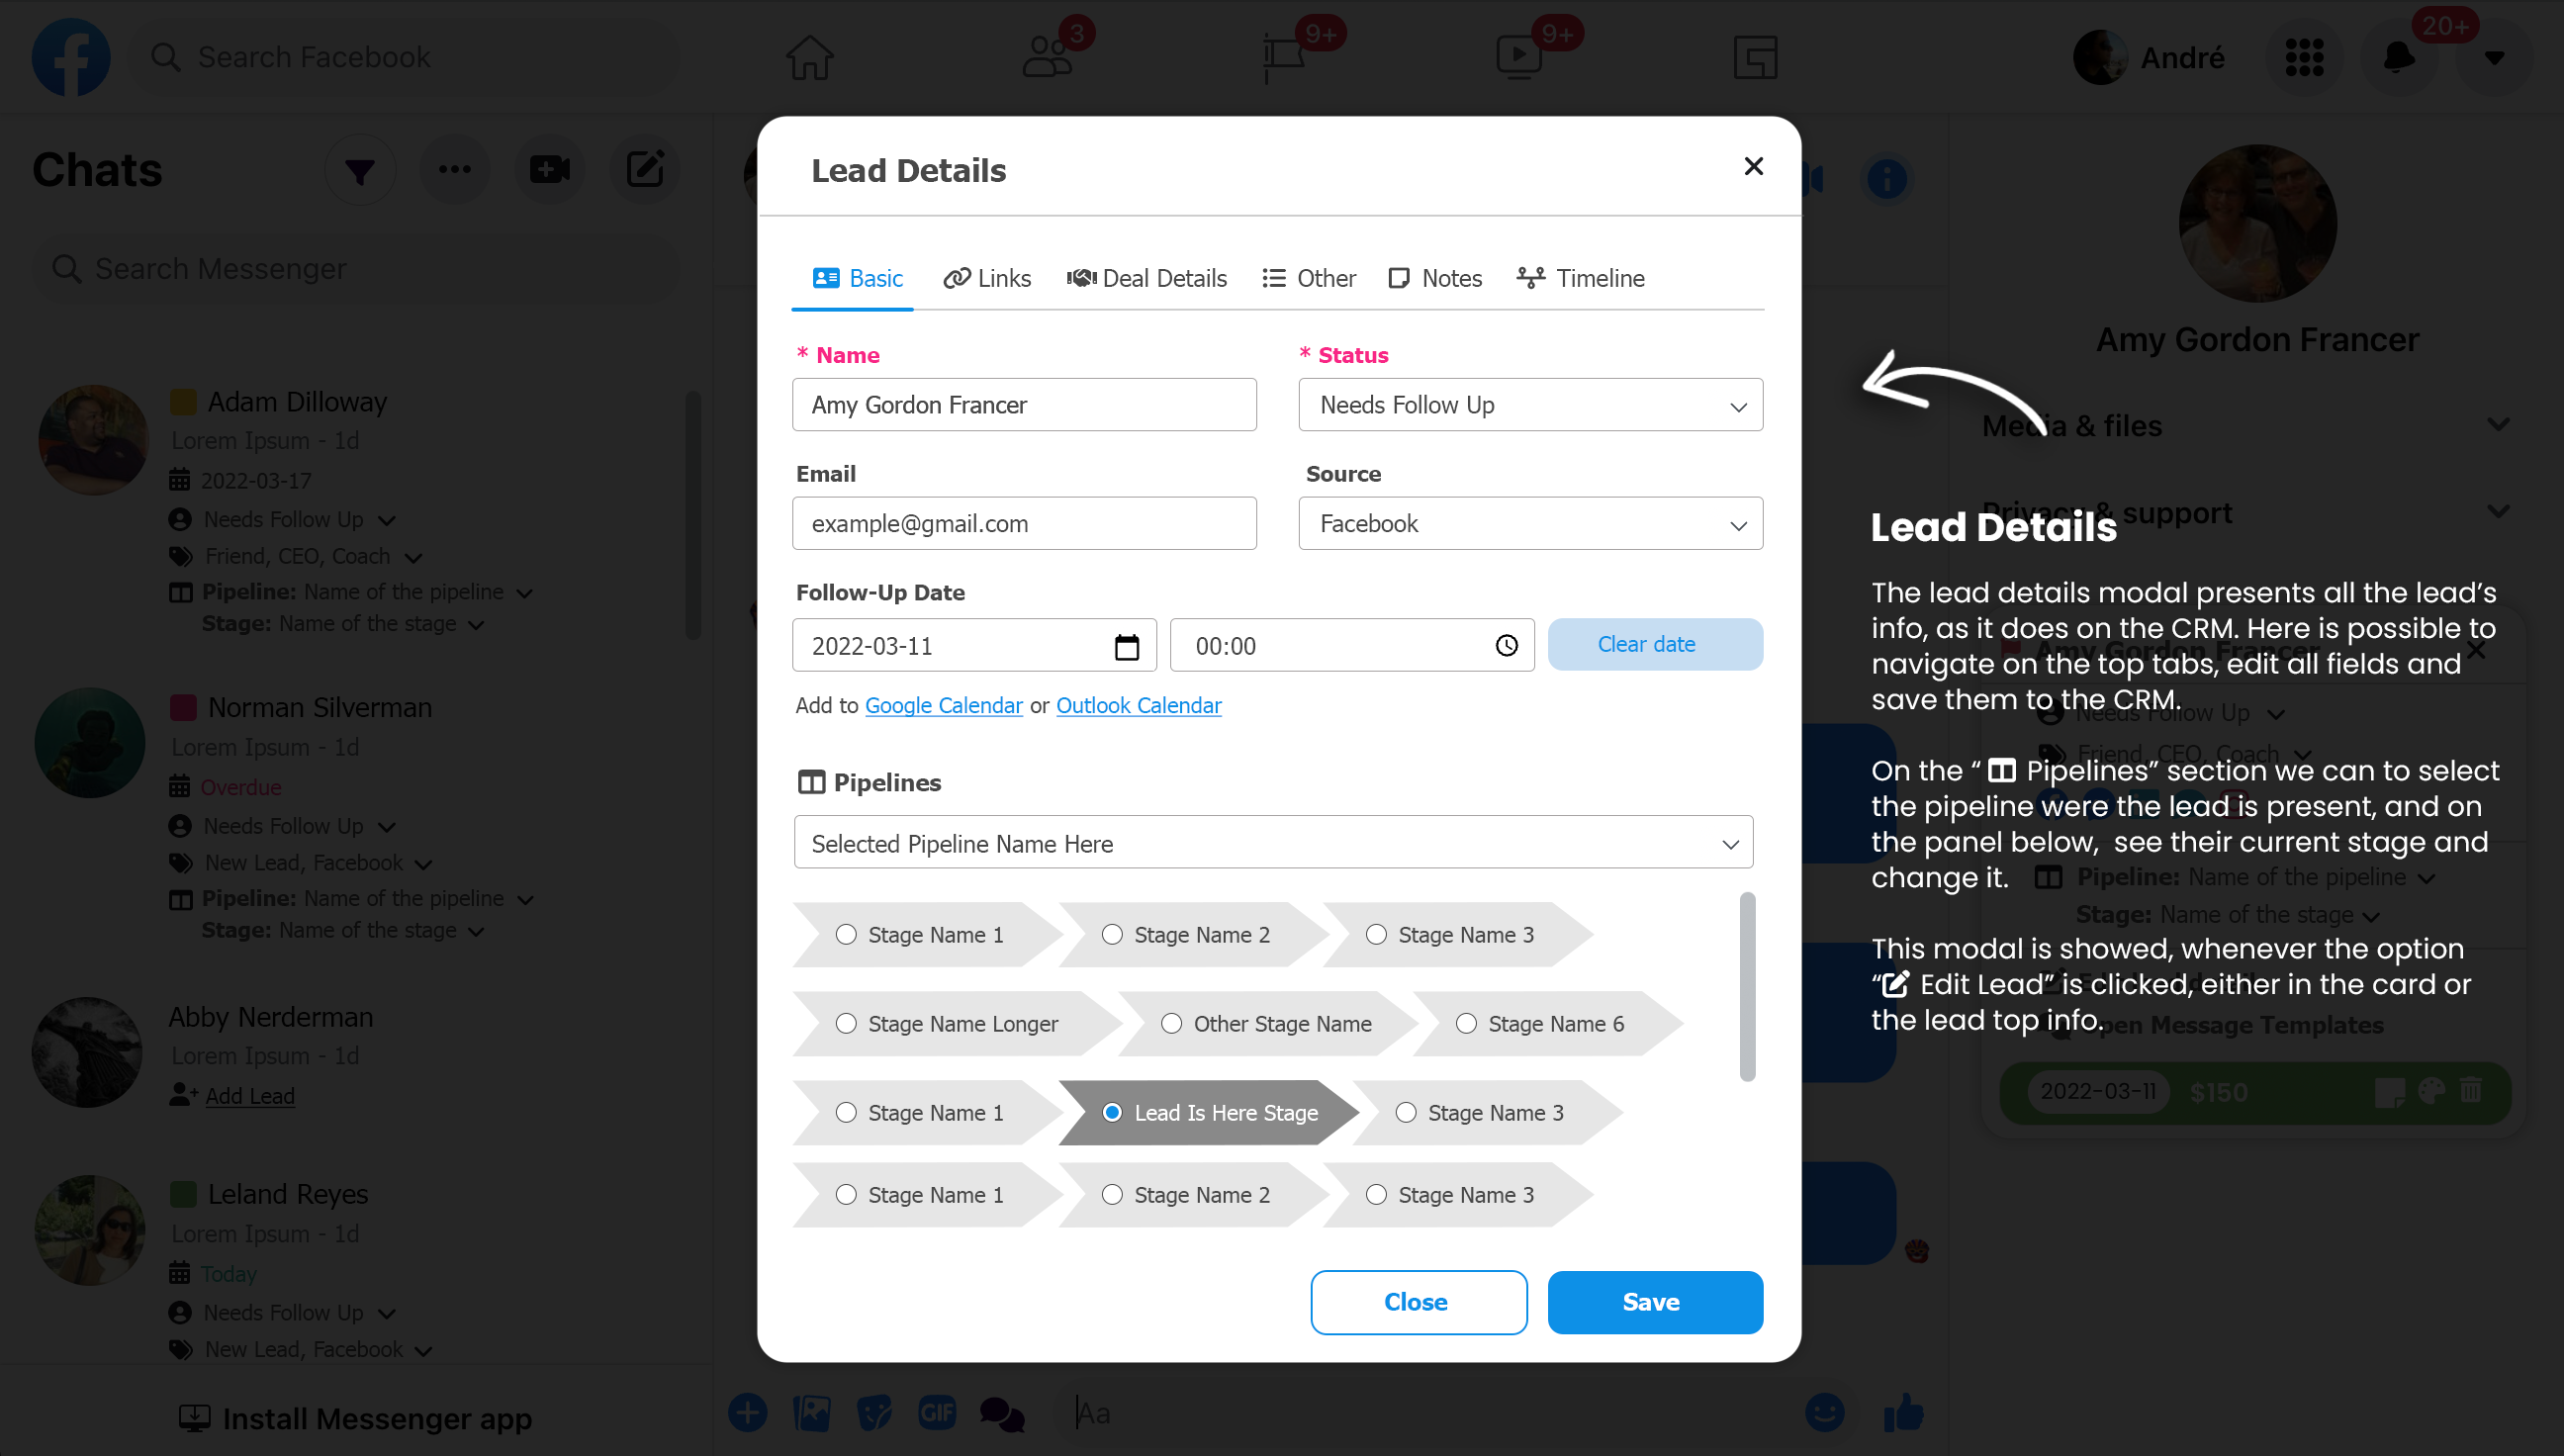 Search Facebook
3
9+
9+
André
20+
Chats
Search Messenger
Adam Dilloway
Lorem Ipsum - 1d
2022-03-17
Needs Follow Up
Friend, CEO, Coach
Pipeline: Name of the pipeline
Stage: Name of the stage
Norman Silverman
Lorem Ipsum - 1d
Overdue
Needs Follow Up
New Lead, Facebook
Pipeline: Name of the pipeline
Stage: Name of the stage
Abby Nerderman
Lorem Ipsum - 1d
Add Lead
Leland Reyes
Lorem Ipsum - 1d
Today
Needs Follow Up
New Lead, Facebook
Install Messenger app
Lead Details
Basic
Links
Deal Details
Other
Notes
Timeline
* Name
* Status
Amy Gordon Francer
Needs Follow Up
Email
Source
example@gmail.com
Facebook
Follow-Up Date
2022-03-11
00:00
Clear date
Add to Google Calendar or Outlook Calendar
Pipelines
Selected Pipeline Name Here
Stage Name 1
Stage Name 2
Stage Name 3
Stage Name Longer
Other Stage Name
Stage Name 6
Stage Name 1
Lead Is Here Stage
Stage Name 3
Stage Name 1
Stage Name 2
Stage Name 3
Close
Save
GIF
Aa
Amy Gordon Francer
Media & files
Privacy & support
Lead Details
The lead details modal presents all the lead's
info, as it does on the CRM. Here is possible to
navigate on the top tabs, edit all fields and
save them to the CRM.
On the " Pipelines" section we can to select
the pipeline were the lead is present, and on
the panel below, see their current stage and
change it.
This modal is showed, whenever the option
" Edit Lead" is clicked, either in the card or
the lead top info.
Amy Gordon Francer
Needs Follow Up
Friend, CEO, Coach
Pipeline: Name of the pipeline
Stage: Name of the stage
Open Message Templates
2022-03-11
$150